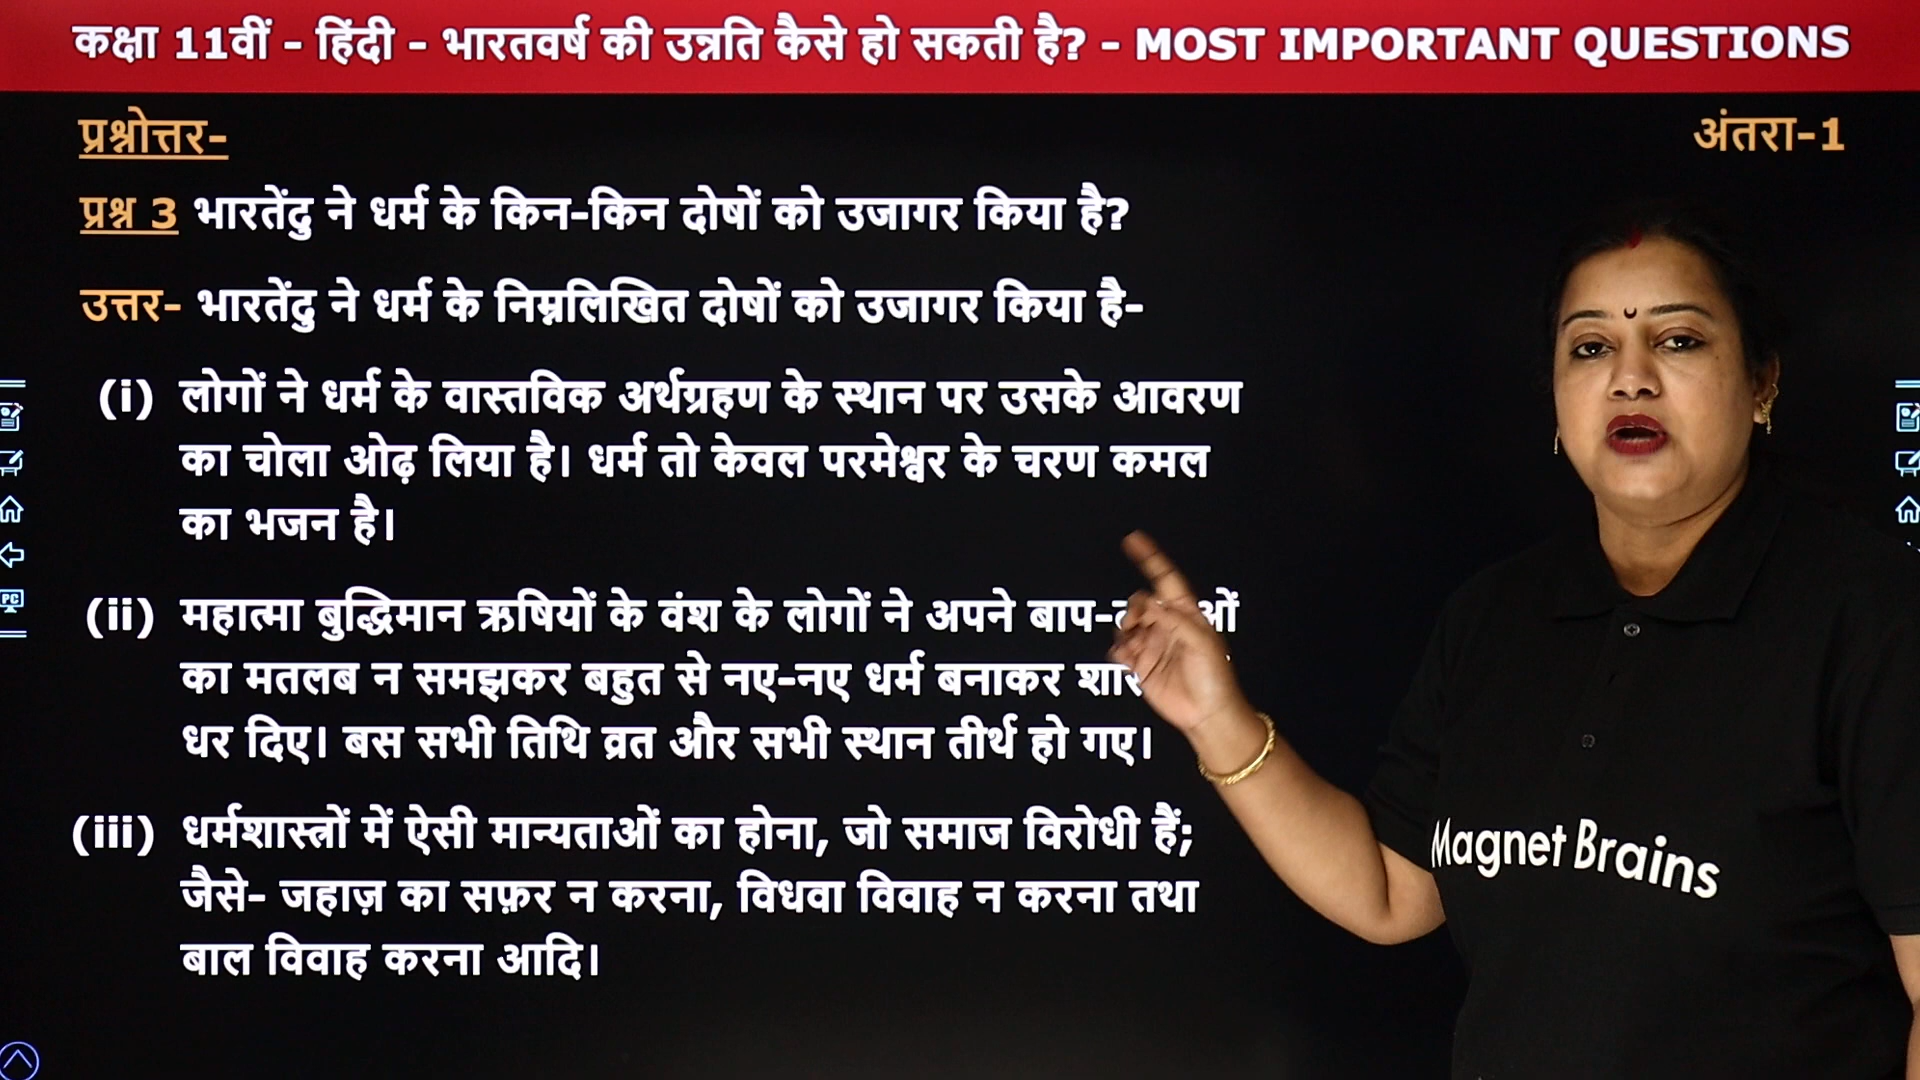 कक्षा 11वीं - हिंदी - भारतवर्ष की उन्नति कैसे हो सकती है? - MOST IMPORTANT QUESTIONS
प्रश्नोत्तर-
अंतरा-1
प्रश्न 3 भारतेंदु ने धर्म के किन-किन दोषों को उजागर किया है?
उत्तर- भारतेंदु ने धर्म के निम्नलिखित दोषों को उजागर किया है-
(i) लोगों ने धर्म के वास्तविक अर्थग्रहण के स्थान पर उसके आवरण
का चोला ओढ़ लिया है। धर्म तो केवल परमेश्वर के चरण कमल
का भजन है।
(ii) महात्मा बुद्धिमान ऋषियों के वंश के लोगों ने अपने
का मतलब न समझकर बहुत से नए-नए धर्म बनाकर
धर दिए। बस सभी तिथि व्रत और सभी स्थान तीर्थ हो गए।
(iii) धर्मशास्त्रों में ऐसी मान्यताओं का होना, जो समाज विरोधी हैं;
जैसे- जहाज़ का सफ़र न करना, विधवा विवाह न करना तथा
बाल विवाह करना आदि।
Magnet Brains
PC